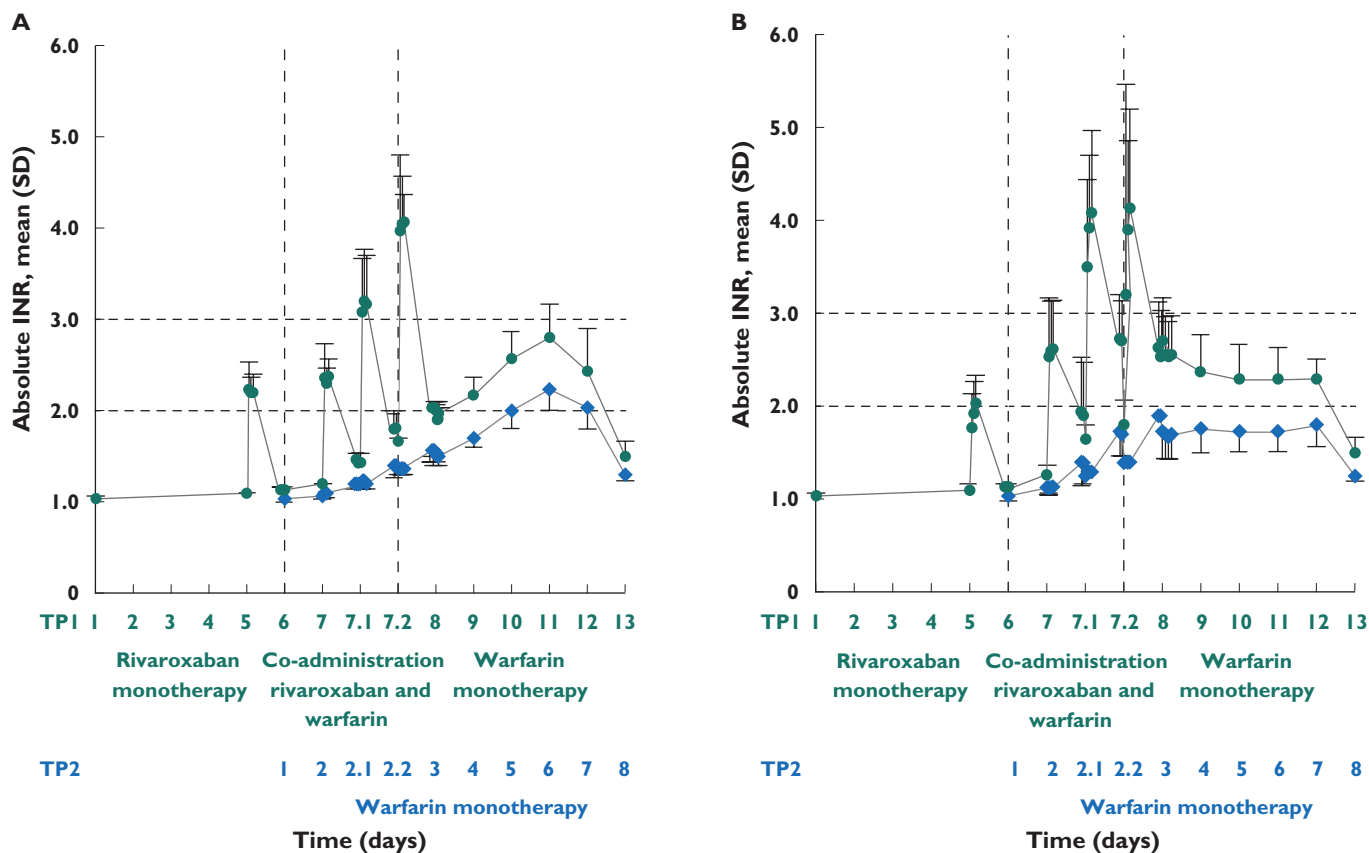 A
Absolute INR, mean (SD)
6.0
5.0
4.0
3.0
2.0
1.0
0
TP1 1 2 3 4 5 6 7 7.1 7.2 8 9 10 11 12 13
Rivaroxaban monotherapy
Co-administration rivaroxaban and warfarin
Warfarin monotherapy
TP2 1 2 2.1 2.2 3 4 5 6 7 8
Warfarin monotherapy
Time (days)
B
Absolute INR, mean (SD)
6.0
5.0
4.0
3.0
2.0
1.0
0
TP1 1 2 3 4 5 6 7 7.1 7.2 8 9 10 11 12 13
Rivaroxaban monotherapy
Co-administration rivaroxaban and warfarin
Warfarin monotherapy
TP2 1 2 2.1 2.2 3 4 5 6 7 8
Warfarin monotherapy
Time (days)